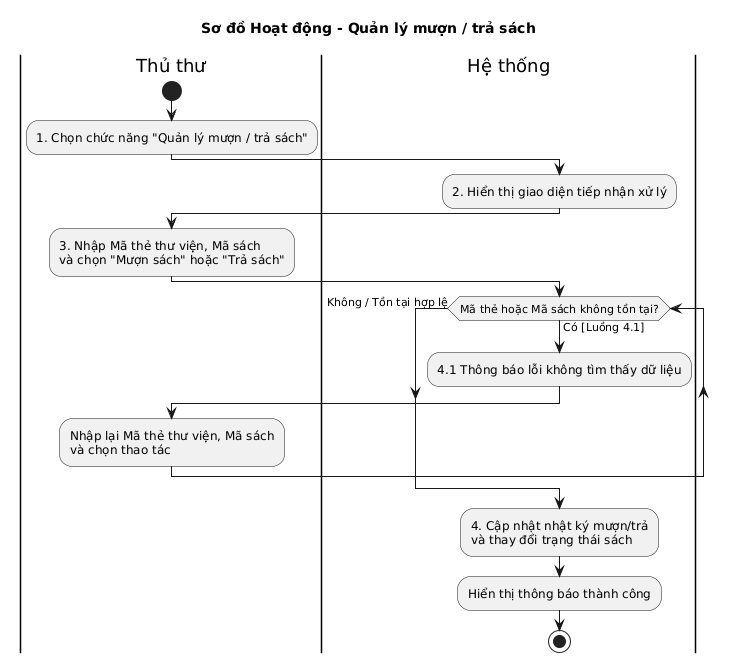 Sơ đồ Hoạt động - Quản lý mượn / trả sách
Thủ thư
Hệ thống
1. Chọn chức năng "Quản lý mượn / trả sách"
2. Hiển thị giao diện tiếp nhận xử lý
3. Nhập Mã thẻ thư viện, Mã sách
và chọn "Mượn sách" hoặc "Trả sách"
Không / Tồn tại hợp lệ
Mã thẻ hoặc Mã sách không tồn tại?
Có [Luồng 4.1]
4.1 Thông báo lỗi không tìm thấy dữ liệu
Nhập lại Mã thẻ thư viện, Mã sách
và chọn thao tác
4. Cập nhật nhật ký mượn/trả
và thay đổi trạng thái sách
Hiển thị thông báo thành công